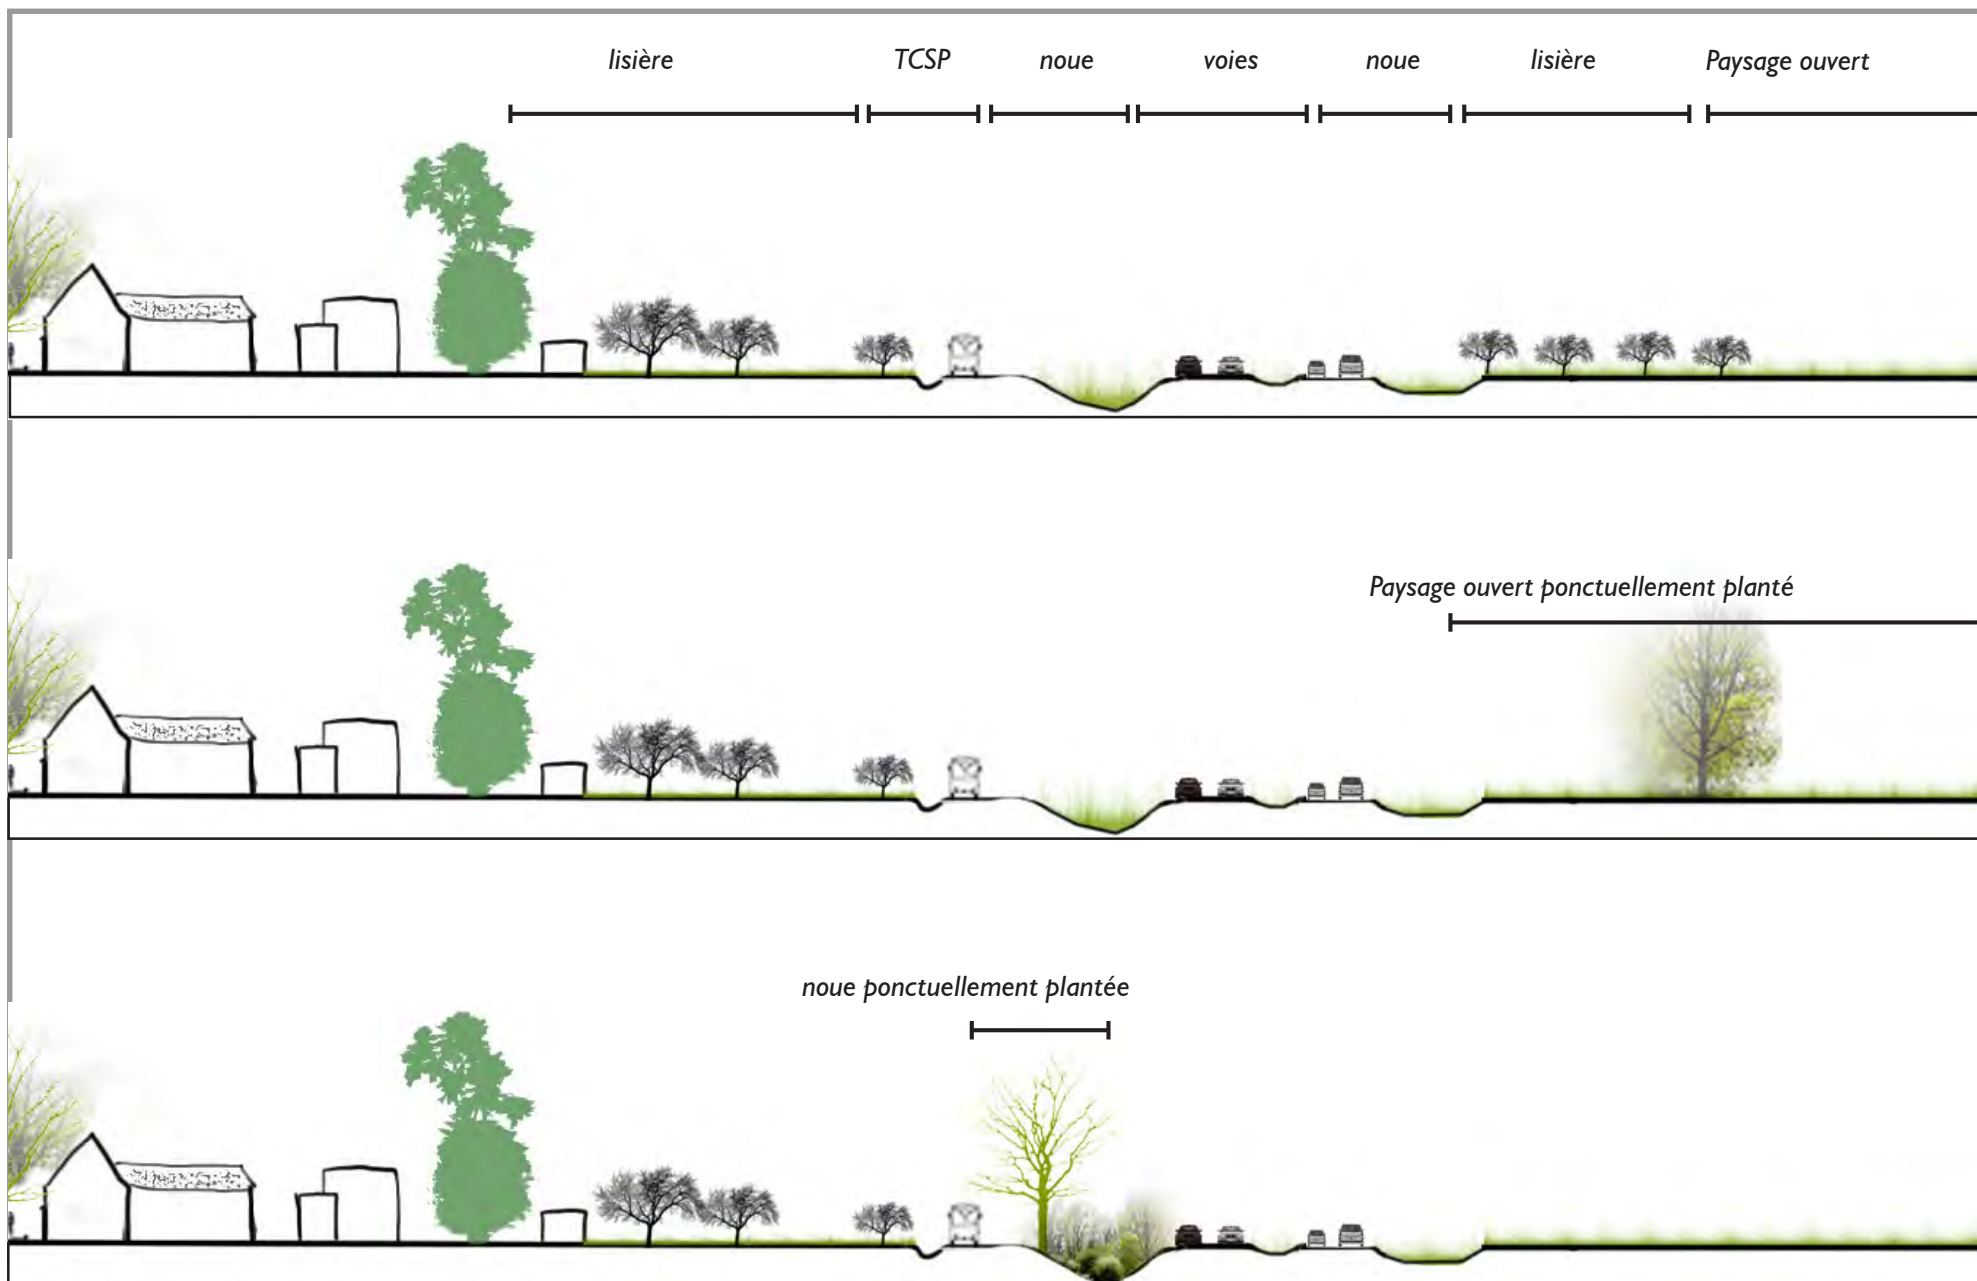 lisière TCSP noue voies noue lisière Paysage ouvert
Paysage ouvert ponctuellement planté
noue ponctuellement plantée